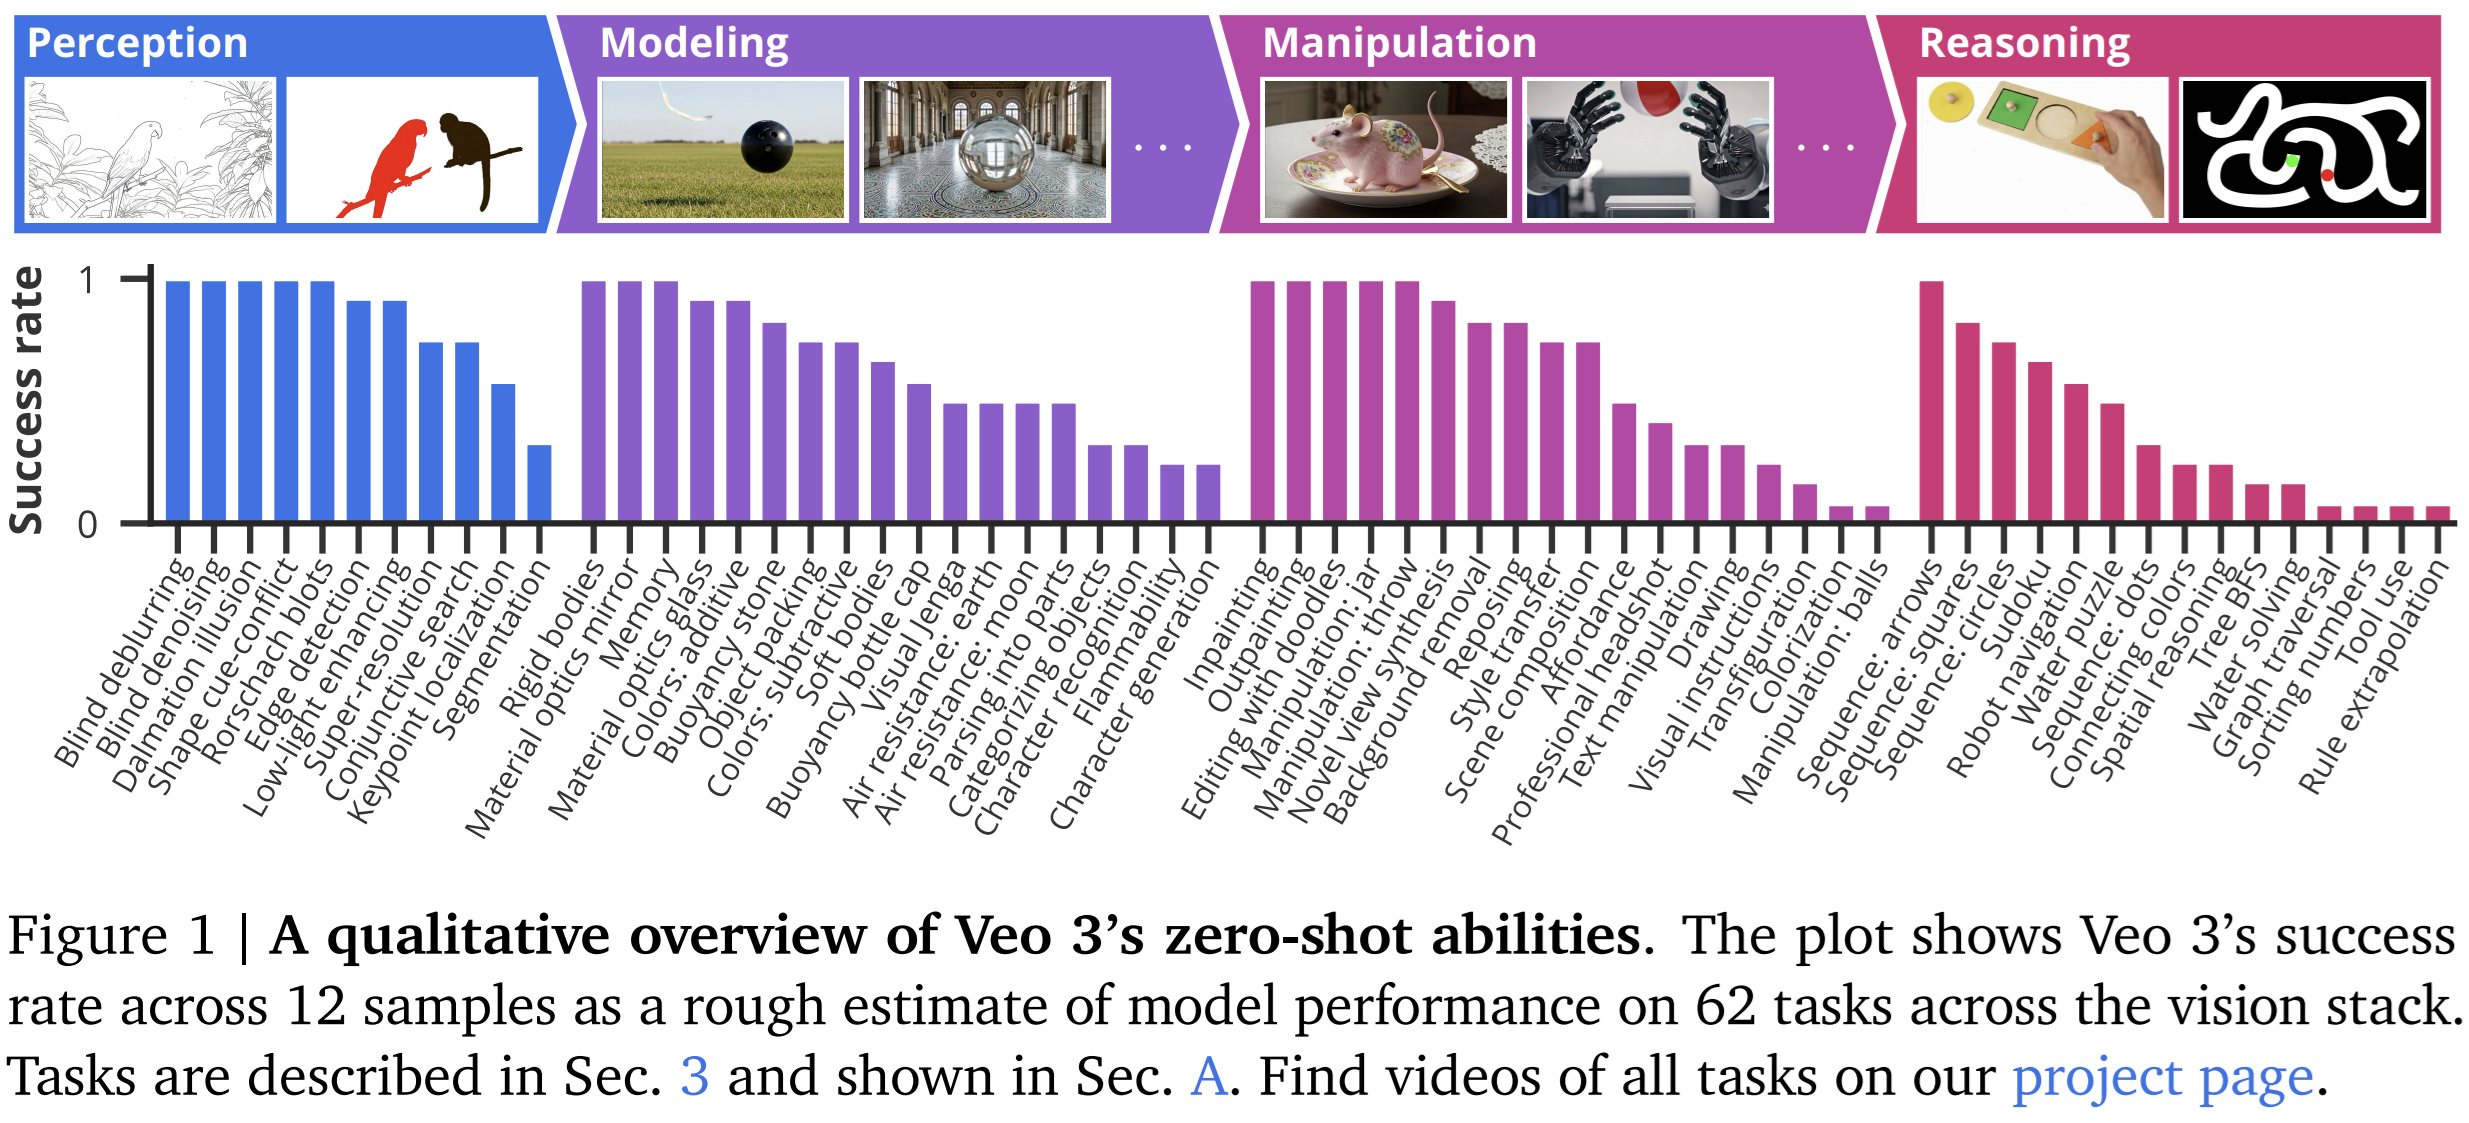 Perception
Modeling
Manipulation
Reasoning
. . .
. . .
Success rate
1
0
Blind deblurring
Blind denoising
Dalmation illusion
Shape cue-conflict
Rorschach blots
Edge detection
Low-light enhancing
Super-resolution
Conjunctive search
Keypoint localization
Segmentation
Rigid bodies
Material optics mirror
Memory
Material optics glass
Colors: additive
Buoyancy stone
Object packing
Colors: subtractive
Soft bodies
Buoyancy bottle cap
Visual Jenga
Air resistance: earth
Air resistance: moon
Parsing into parts
Categorizing objects
Character recognition
Flammability
Character generation
Inpainting
Outpainting
Editing with doodles
Manipulation: jar
Manipulation: throw
Novel view synthesis
Background removal
Reposing
Style transfer
Scene composition
Affordance
Professional headshot
Text manipulation
Drawing
Visual instructions
Transfiguration
Colorization
Manipulation: balls
Sequence: arrows
Sequence: squares
Sequence: circles
Sudoku
Robot navigation
Water puzzle
Sequence: dots
Connecting colors
Spatial reasoning
Tree BFS
Water solving
Graph traversal
Sorting numbers
Tool use
Rule extrapolation
Figure 1 | A qualitative overview of Veo 3’s zero-shot abilities. The plot shows Veo 3’s success
rate across 12 samples as a rough estimate of model performance on 62 tasks across the vision stack.
Tasks are described in Sec. 3 and shown in Sec. A. Find videos of all tasks on our project page.